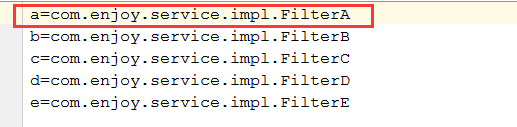 a=com.enjoy.service.impl.FilterA
b=com.enjoy.service.impl.FilterB
c=com.enjoy.service.impl.FilterC
d=com.enjoy.service.impl.FilterD
e=com.enjoy.service.impl.FilterE